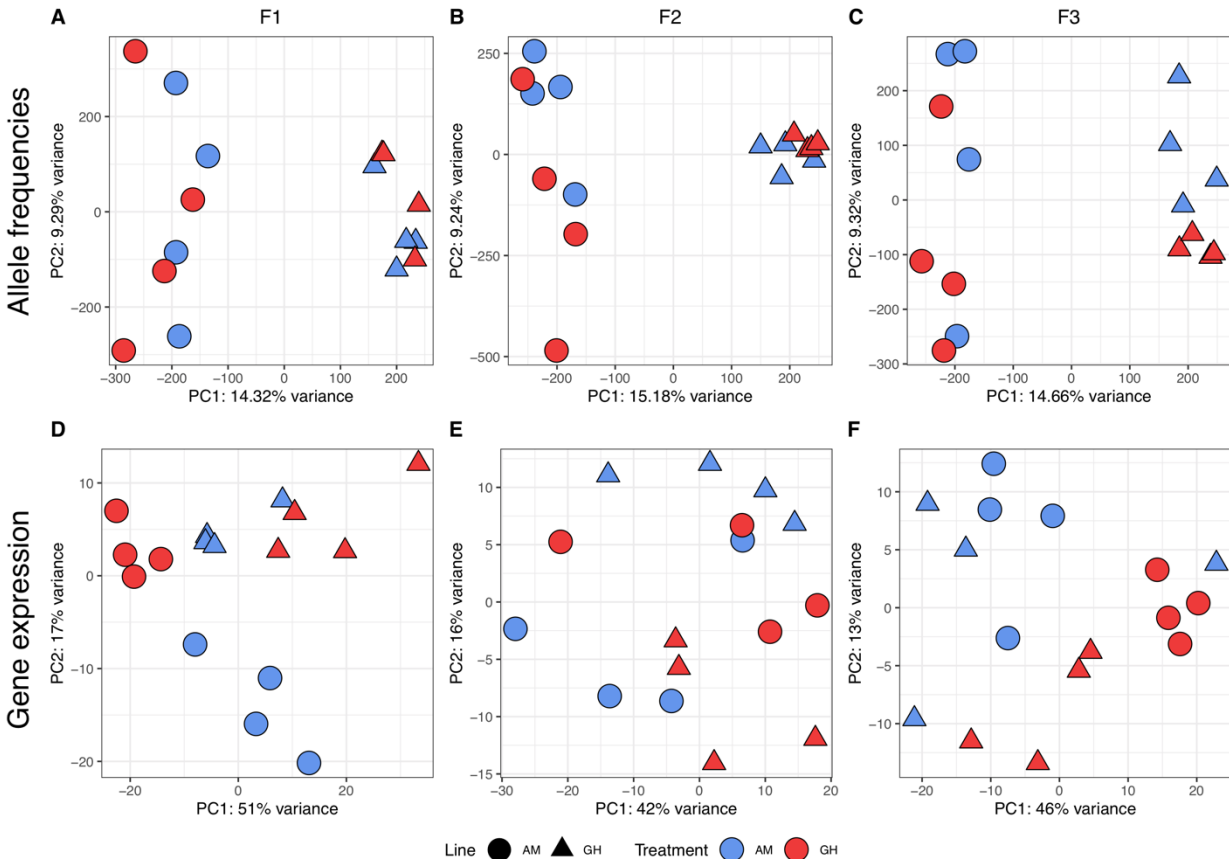 A F1 B F2 C F3
Allele frequencies
PC2: 9.29% variance
200
0
−200
−300 −200 −100 0 100 200
PC1: 14.32% variance
PC2: 9.24% variance
250
0
−250
−500
−200 −100 0 100 200
PC1: 15.18% variance
PC2: 9.32% variance
200
100
0
−100
−200
−300
−200 −100 0 100 200
PC1: 14.66% variance
D E F
Gene expression
PC2: 17% variance
10
0
−10
−20
−20 0 20
PC1: 51% variance
PC2: 16% variance
10
5
0
−5
−10
−15
−30 −20 −10 0 10 20
PC1: 42% variance
PC2: 13% variance
10
5
0
−5
−10
−20 −10 0 10 20
PC1: 46% variance
Line AM GH Treatment AM GH